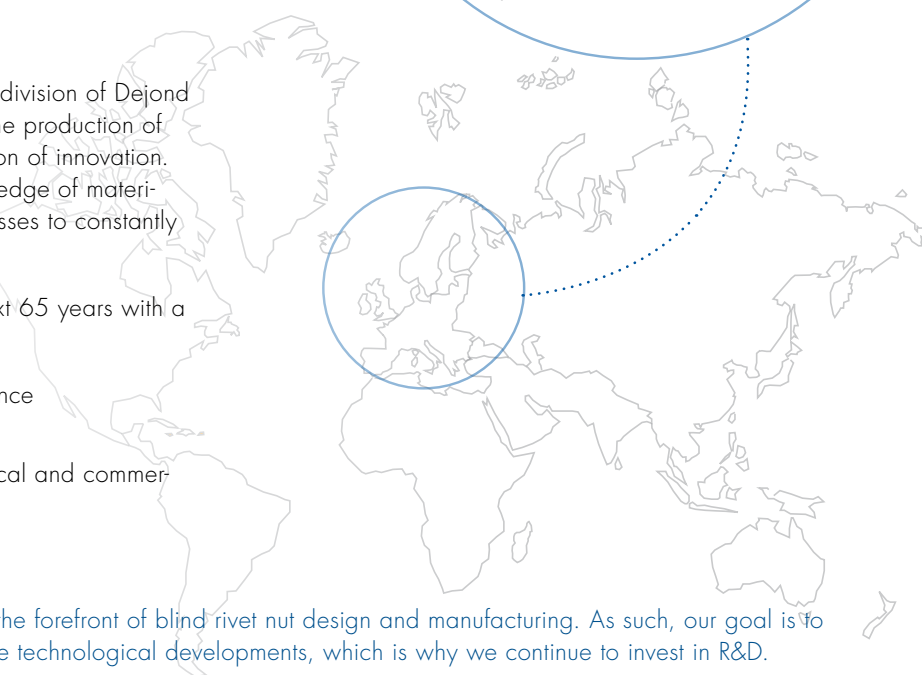 division of Dejond
e production of
on of innovation.
edge of materi-
sses to constantly
xt 65 years with a
nce
cal and commer-
he forefront of blind rivet nut design and manufacturing. As such, our goal is to
e technological developments, which is why we continue to invest in R&D.